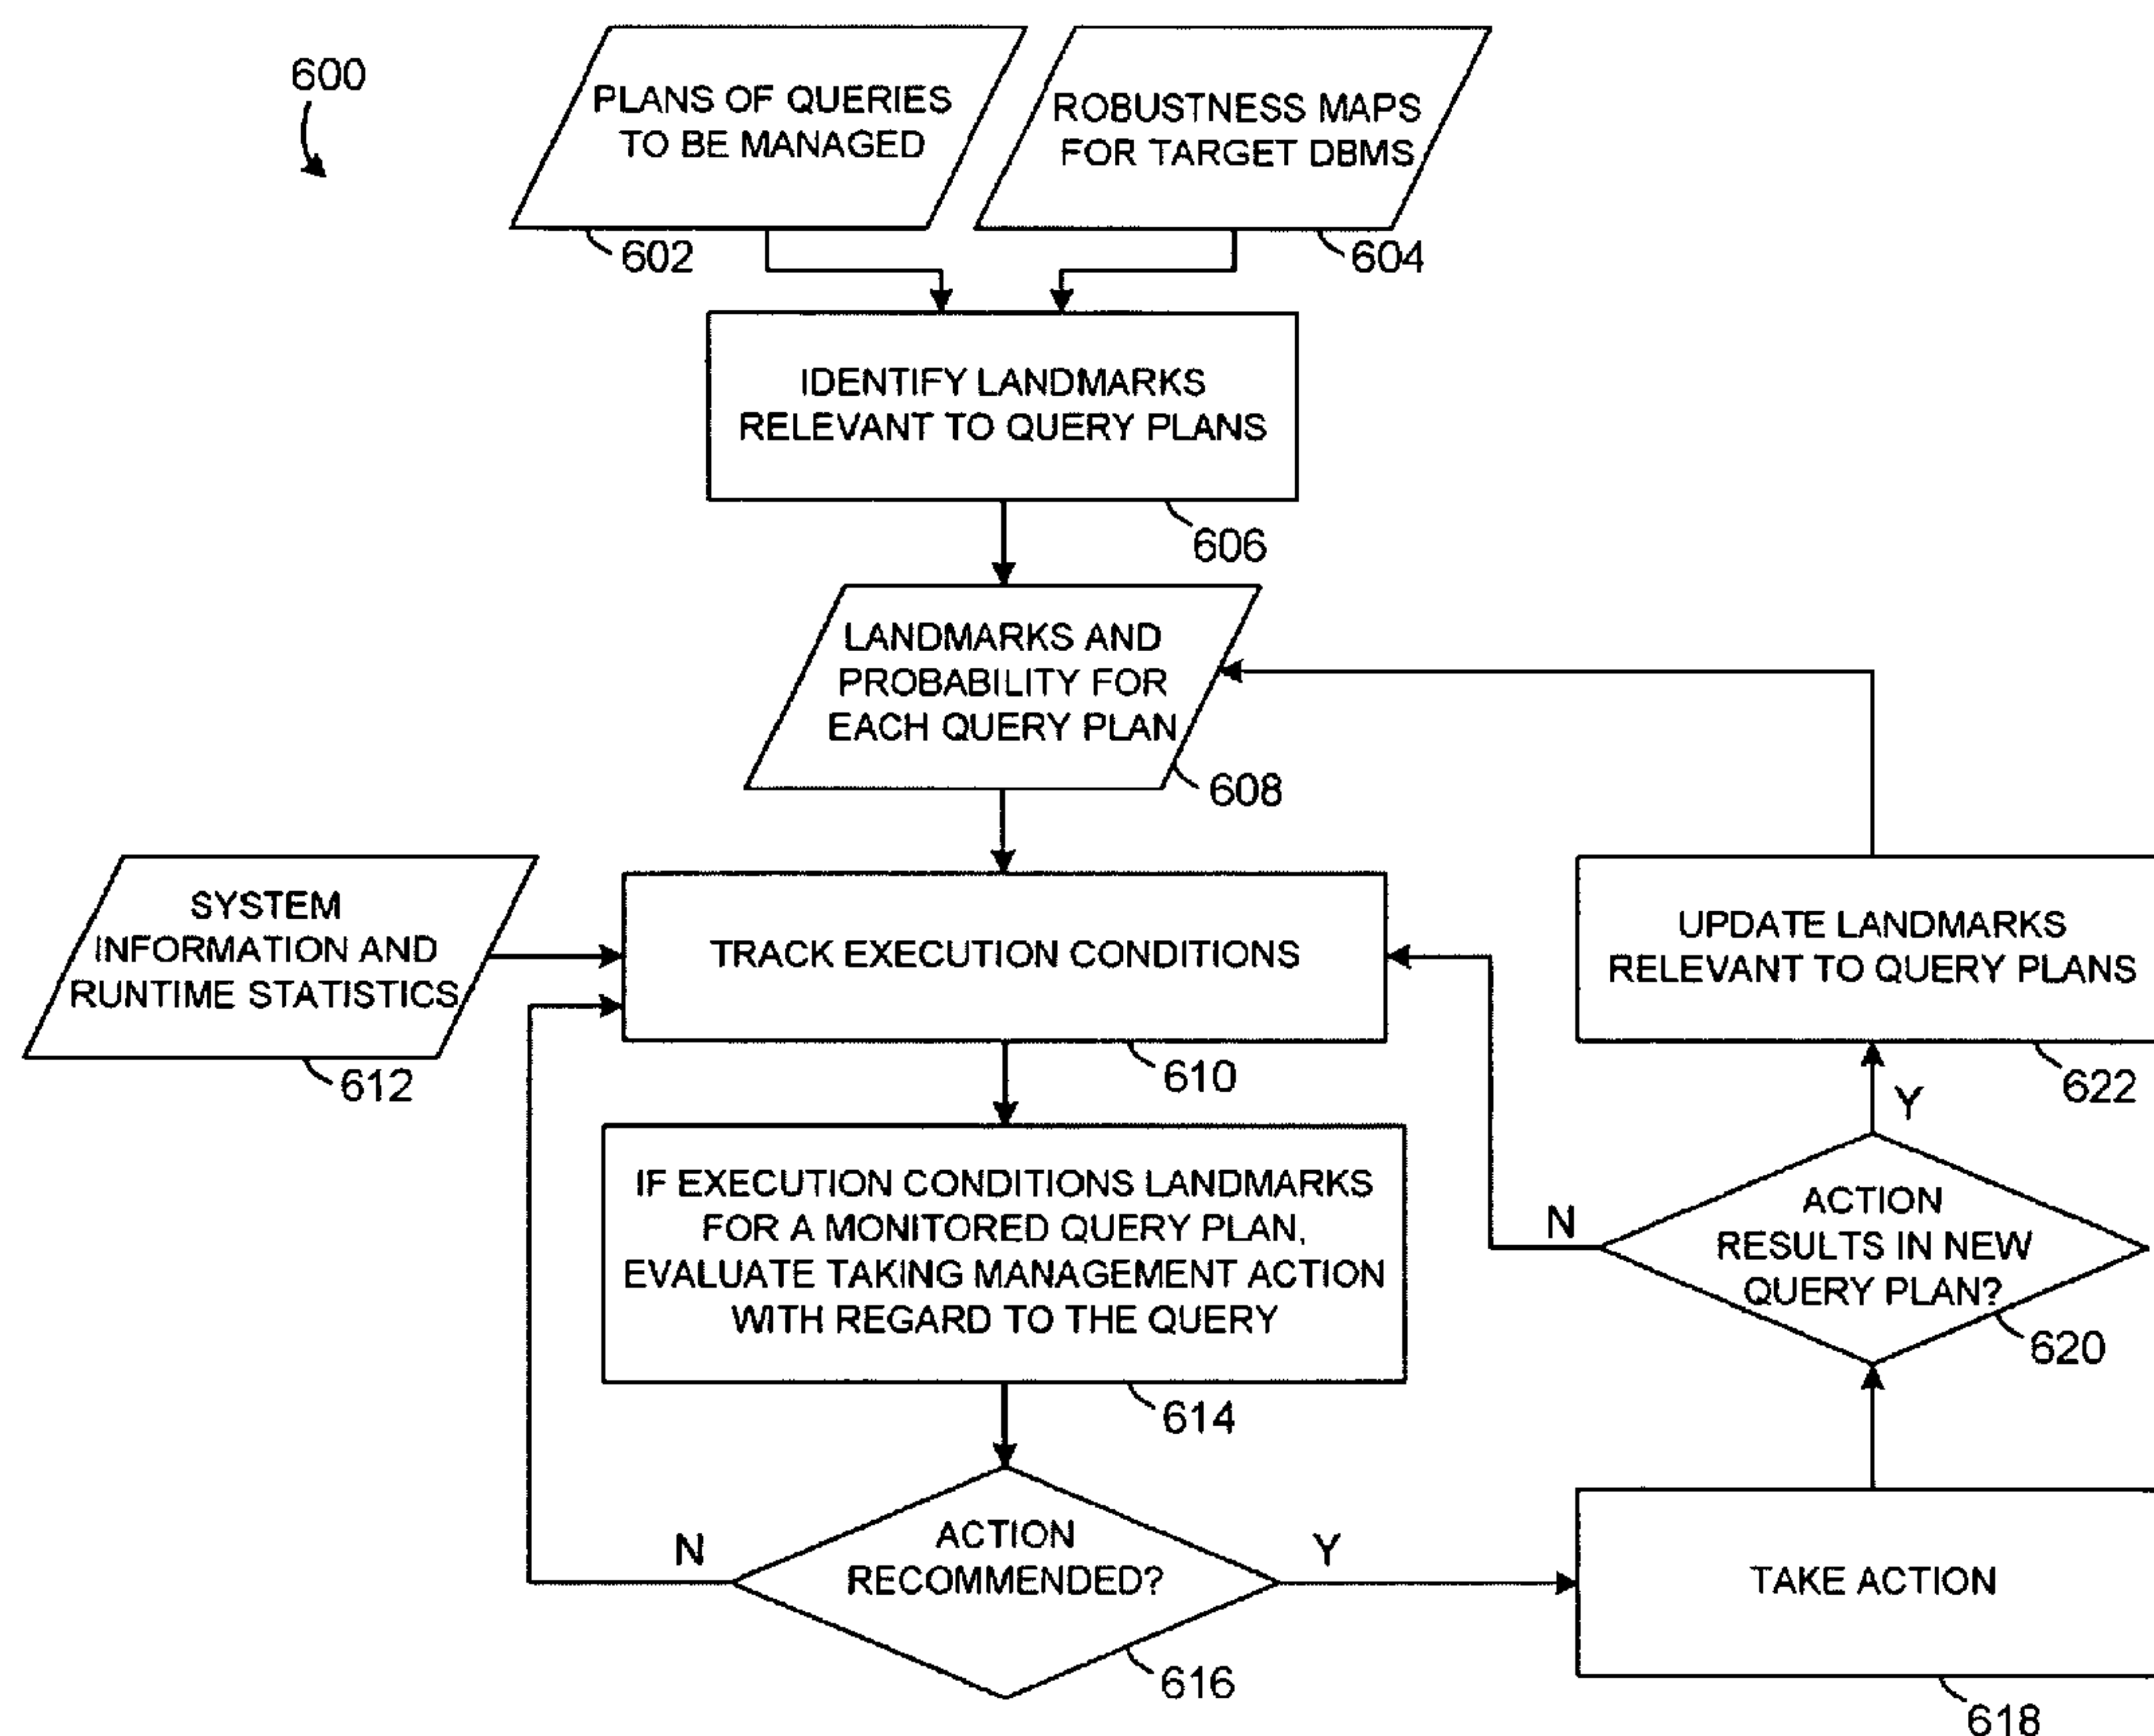 600
PLANS OF QUERIES
TO BE MANAGED
602
ROBUSTNESS MAPS
FOR TARGET DBMS
604
IDENTIFY LANDMARKS
RELEVANT TO QUERY PLANS
606
LANDMARKS AND
PROBABILITY FOR
EACH QUERY PLAN
608
SYSTEM
INFORMATION AND
RUNTIME STATISTICS
612
TRACK EXECUTION CONDITIONS
610
UPDATE LANDMARKS
RELEVANT TO QUERY PLANS
622
Y
IF EXECUTION CONDITIONS LANDMARKS
FOR A MONITORED QUERY PLAN,
EVALUATE TAKING MANAGEMENT ACTION
WITH REGARD TO THE QUERY
614
N
ACTION
RESULTS IN NEW
QUERY PLAN?
620
N
ACTION
RECOMMENDED?
Y
616
TAKE ACTION
618